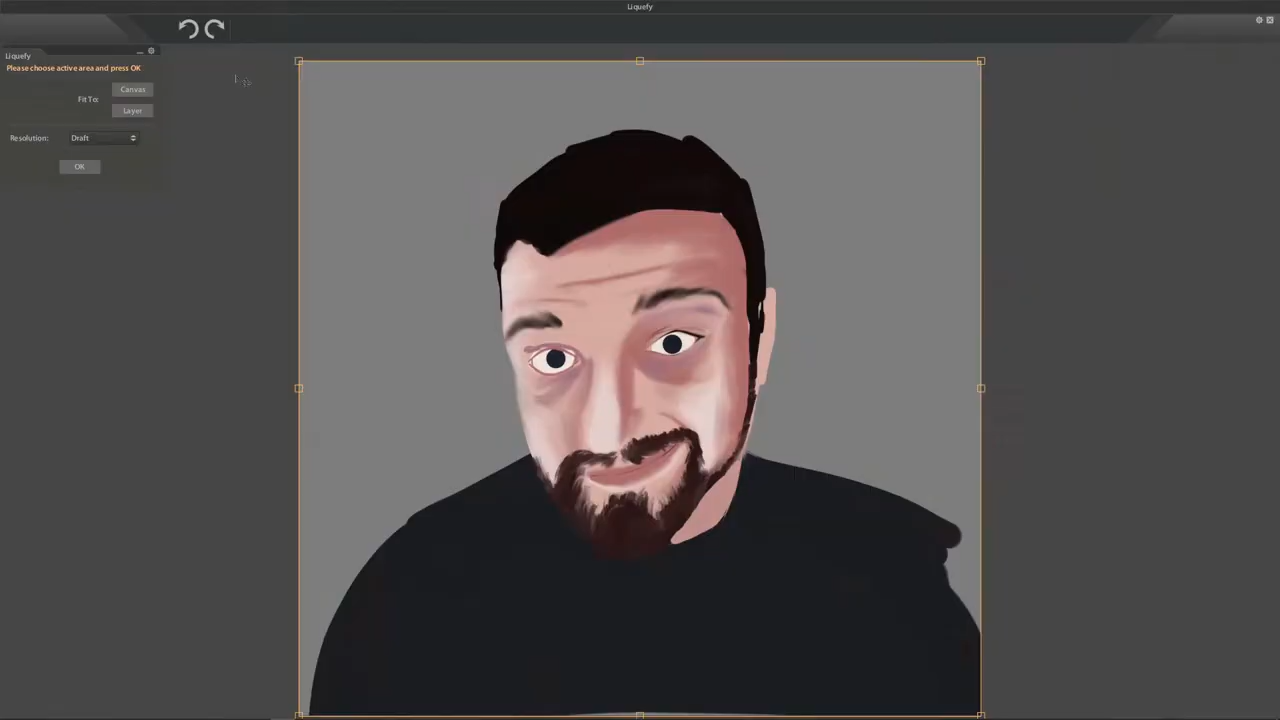 Liquefy
Liquefy
Please choose active area and press OK
Canvas
Fit To:
Layer
Resolution: Draft
OK